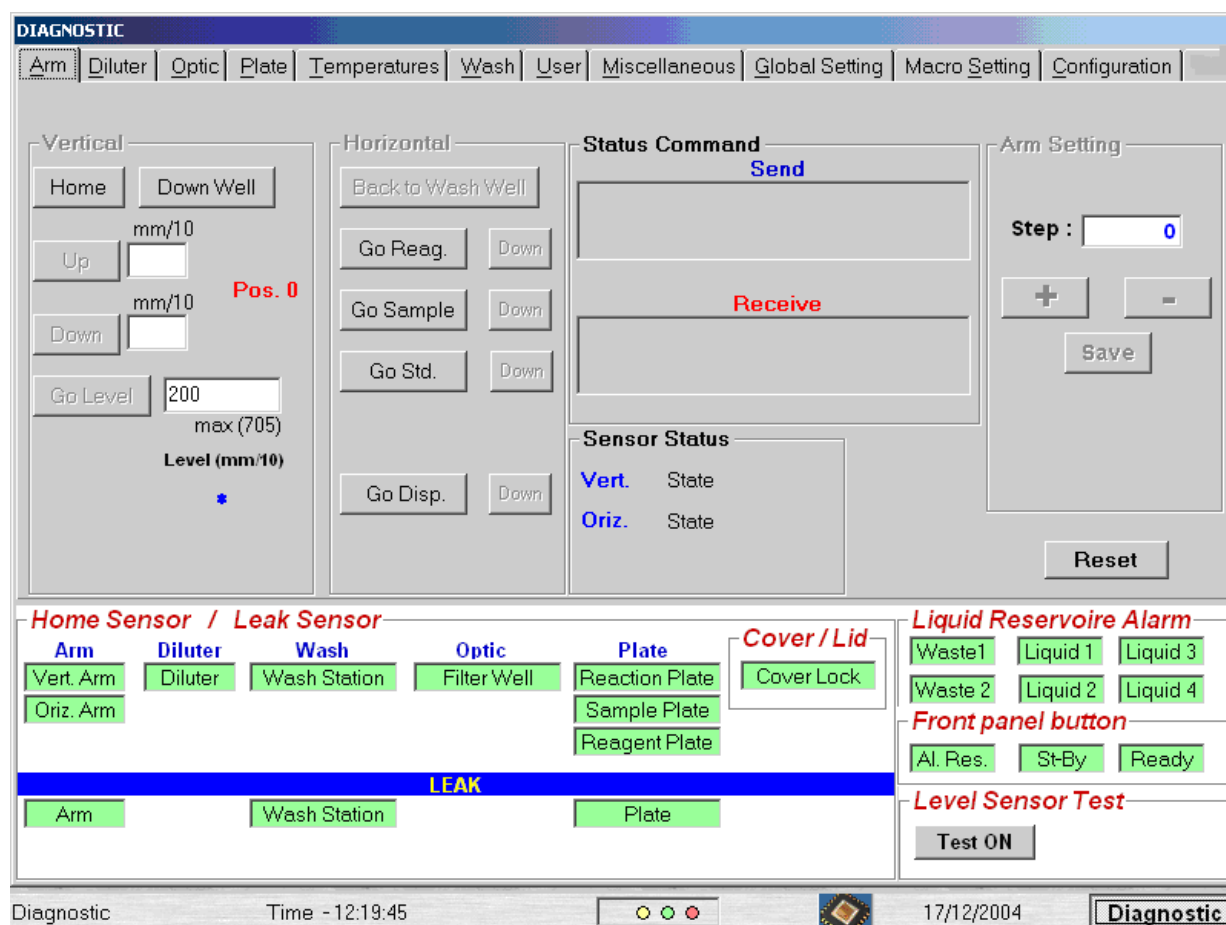 DIAGNOSTIC
Arm Diluter Optic Plate Temperatures Wash User Miscellaneous Global Setting Macro Setting Configuration
Vertical
Home Down Well
mm/10
Up
Pos. 0
mm/10
Down
Go Level 200
max (705)
Level (mm/10)
*
Horizontal
Back to Wash Well
Go Reag. Down
Go Sample Down
Go Std. Down
Go Disp. Down
Status Command
Send
Receive
Sensor Status
Vert. State
Oriz. State
Arm Setting
Step : 0
+ -
Save
Reset
Home Sensor / Leak Sensor
Arm Diluter Wash Optic Plate
Vert. Arm Diluter Wash Station Filter Well Reaction Plate
Oriz. Arm Sample Plate
Reagent Plate
Cover / Lid
Cover Lock
LEAK
Arm Wash Station Plate
Liquid Reservoire Alarm
Waste1 Liquid 1 Liquid 3
Waste 2 Liquid 2 Liquid 4
Front panel button
Al. Res. St-By Ready
Level Sensor Test
Test ON
Diagnostic Time - 12:19:45 17/12/2004 Diagnostic